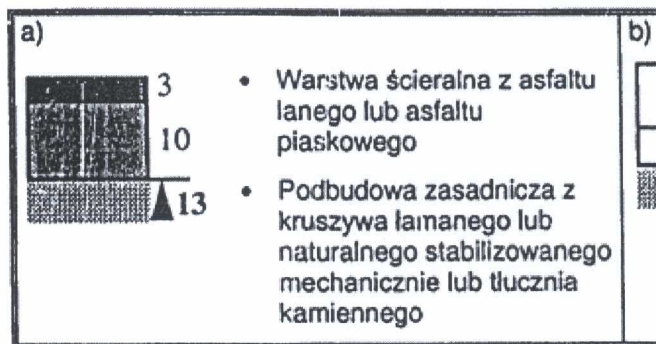 a)
3
10
13
• Warstwa ścieralna z asfaltu
lanego lub asfaltu
piaskowego
• Podbudowa zasadnicza z
kruszywa łamanego lub
naturalnego stabilizowanego
mechanicznie lub tłucznia
kamiennego
b)